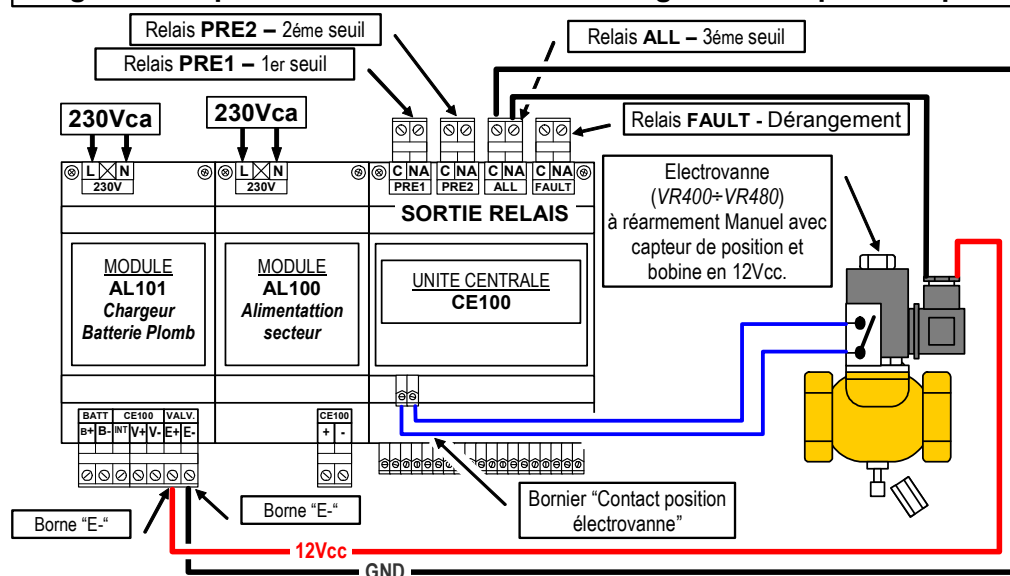 Relais PRE2 – 2éme seuil
Relais ALL – 3éme seuil
Relais PRE1 – 1er seuil
230Vca
230Vca
Relais FAULT - Dérangement
L N
230V
L N
230V
C NA
PRE1
C NA
PRE2
C NA
ALL
C NA
FAULT
SORTIE RELAIS
Electrovanne
(VR400÷VR480)
à réarmement Manuel avec
capteur de position et
bobine en 12Vcc.
MODULE
AL101
Chargeur
Batterie Plomb
MODULE
AL100
Alimentattion
secteur
UNITE CENTRALE
CE100
BATT CE100 VALV.
B+ B- INT V+ V- E+ E-
CE100
+ -
Borne “E-“
Borne “E-“
Bornier “Contact position
électrovanne”
12Vcc
GND